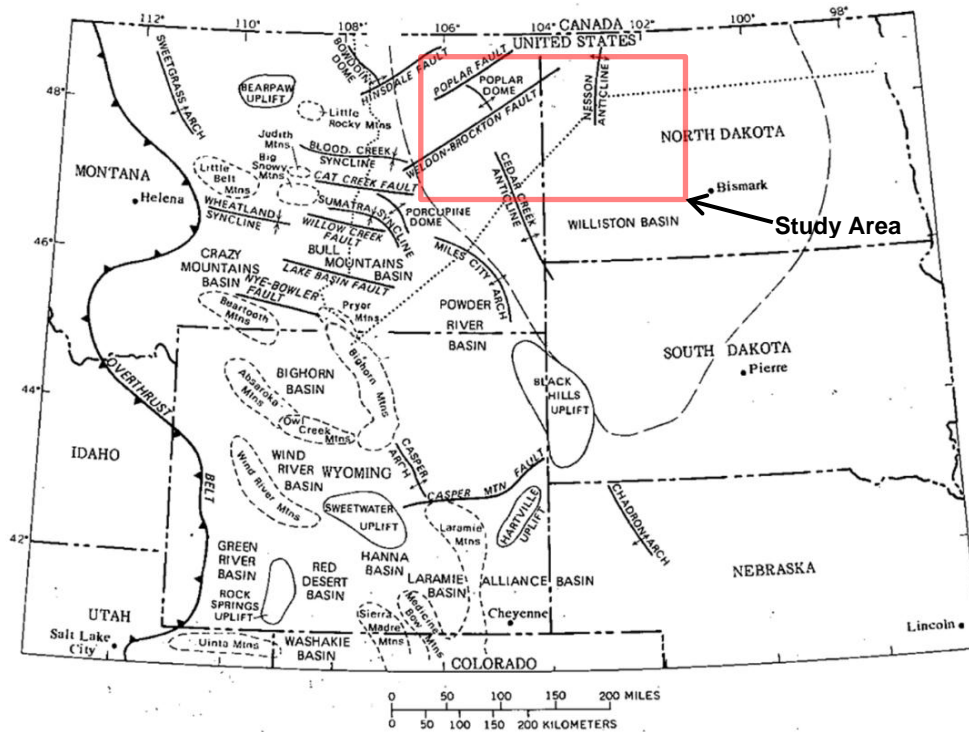 112°
110°
108°
106°
104°
102°
100°
98°
CANADA
UNITED STATES
48°
46°
44°
42°
SWEETGRASS ARCH
BEARPAW
UPLIFT
BOWDOIN
DOME
HINSDALE FAULT
POPLAR FAULT
POPLAR
DOME
WELDON-BROCKTON FAULT
NESSON
ANTICLINE
Little
Rocky Mtns
Judith
Mtns
Big
Snowy
Mtns
BLOOD CREEK
SYNCLINE
CAT CREEK FAULT
Little
Belt
Mtns
MONTANA
Helena
WHEATLAND
SYNCLINE
SUMATRA SYNCLINE
WILLOW CREEK
FAULT
PORCUPINE
DOME
CEDAR CREEK
ANTICLINE
NORTH DAKOTA
Bismark
WILLISTON BASIN
Study Area
BULL
MOUNTAINS
BASIN
CRAZY
MOUNTAINS
BASIN
LAKE BASIN FAULT
NYE-BOWLER
FAULT
MILES CITY ARCH
Beartooth
Mtns
Pryor
Mtns
POWDER
RIVER
BASIN
SOUTH DAKOTA
Pierre
BIGHORN
BASIN
Bighorn Mtns
BLACK
HILLS
UPLIFT
OVERTHRUST
BELT
Absaroka
Mtns
Owl
Creek Mtns
IDAHO
WIND
RIVER
BASIN
WYOMING
Wind River
Mtns
CASPER
ARCH
CASPER MTN FAULT
SWEETWATER
UPLIFT
HARTVILLE
UPLIFT
CHADRON ARCH
Laramie
Mtns
HANNA
BASIN
GREEN
RIVER
BASIN
RED
DESERT
BASIN
LARAMIE
BASIN
ALLIANCE BASIN
NEBRASKA
ROCK
SPRINGS
UPLIFT
Sierra
Madre
Mtns
Medicine
Bow
Mtns
Cheyenne
Lincoln
UTAH
Salt Lake
City
Uinta Mtns
WASHAKIE
BASIN
COLORADO
0 50 100 150 200 MILES
0 50 100 150 200 KILOMETERS